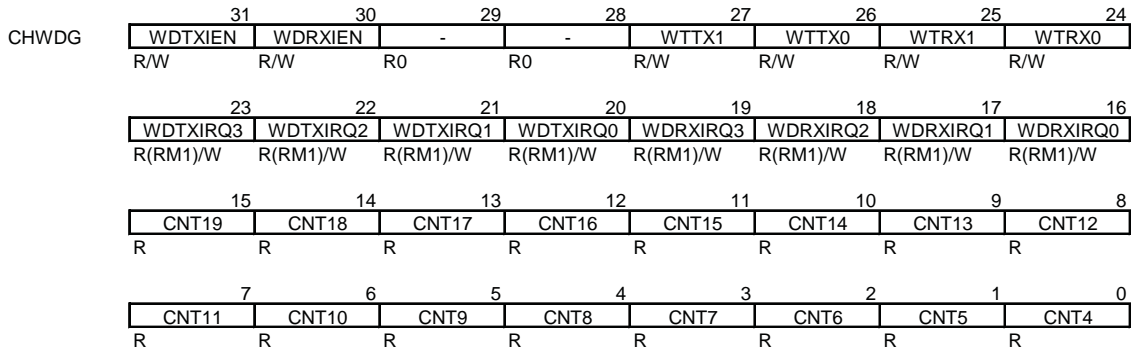 31 30 29 28 27 26 25 24
CHWDG WDTXIEN WDRXIEN - - WTTX1 WTTX0 WTRX1 WTRX0
R/W R/W R0 R0 R/W R/W R/W R/W
23 22 21 20 19 18 17 16
WDTXIRQ3 WDTXIRQ2 WDTXIRQ1 WDTXIRQ0 WDRXIRQ3 WDRXIRQ2 WDRXIRQ1 WDRXIRQ0
R(RM1)/W R(RM1)/W R(RM1)/W R(RM1)/W R(RM1)/W R(RM1)/W R(RM1)/W R(RM1)/W
15 14 13 12 11 10 9 8
CNT19 CNT18 CNT17 CNT16 CNT15 CNT14 CNT13 CNT12
R R R R R R R R
7 6 5 4 3 2 1 0
CNT11 CNT10 CNT9 CNT8 CNT7 CNT6 CNT5 CNT4
R R R R R R R R